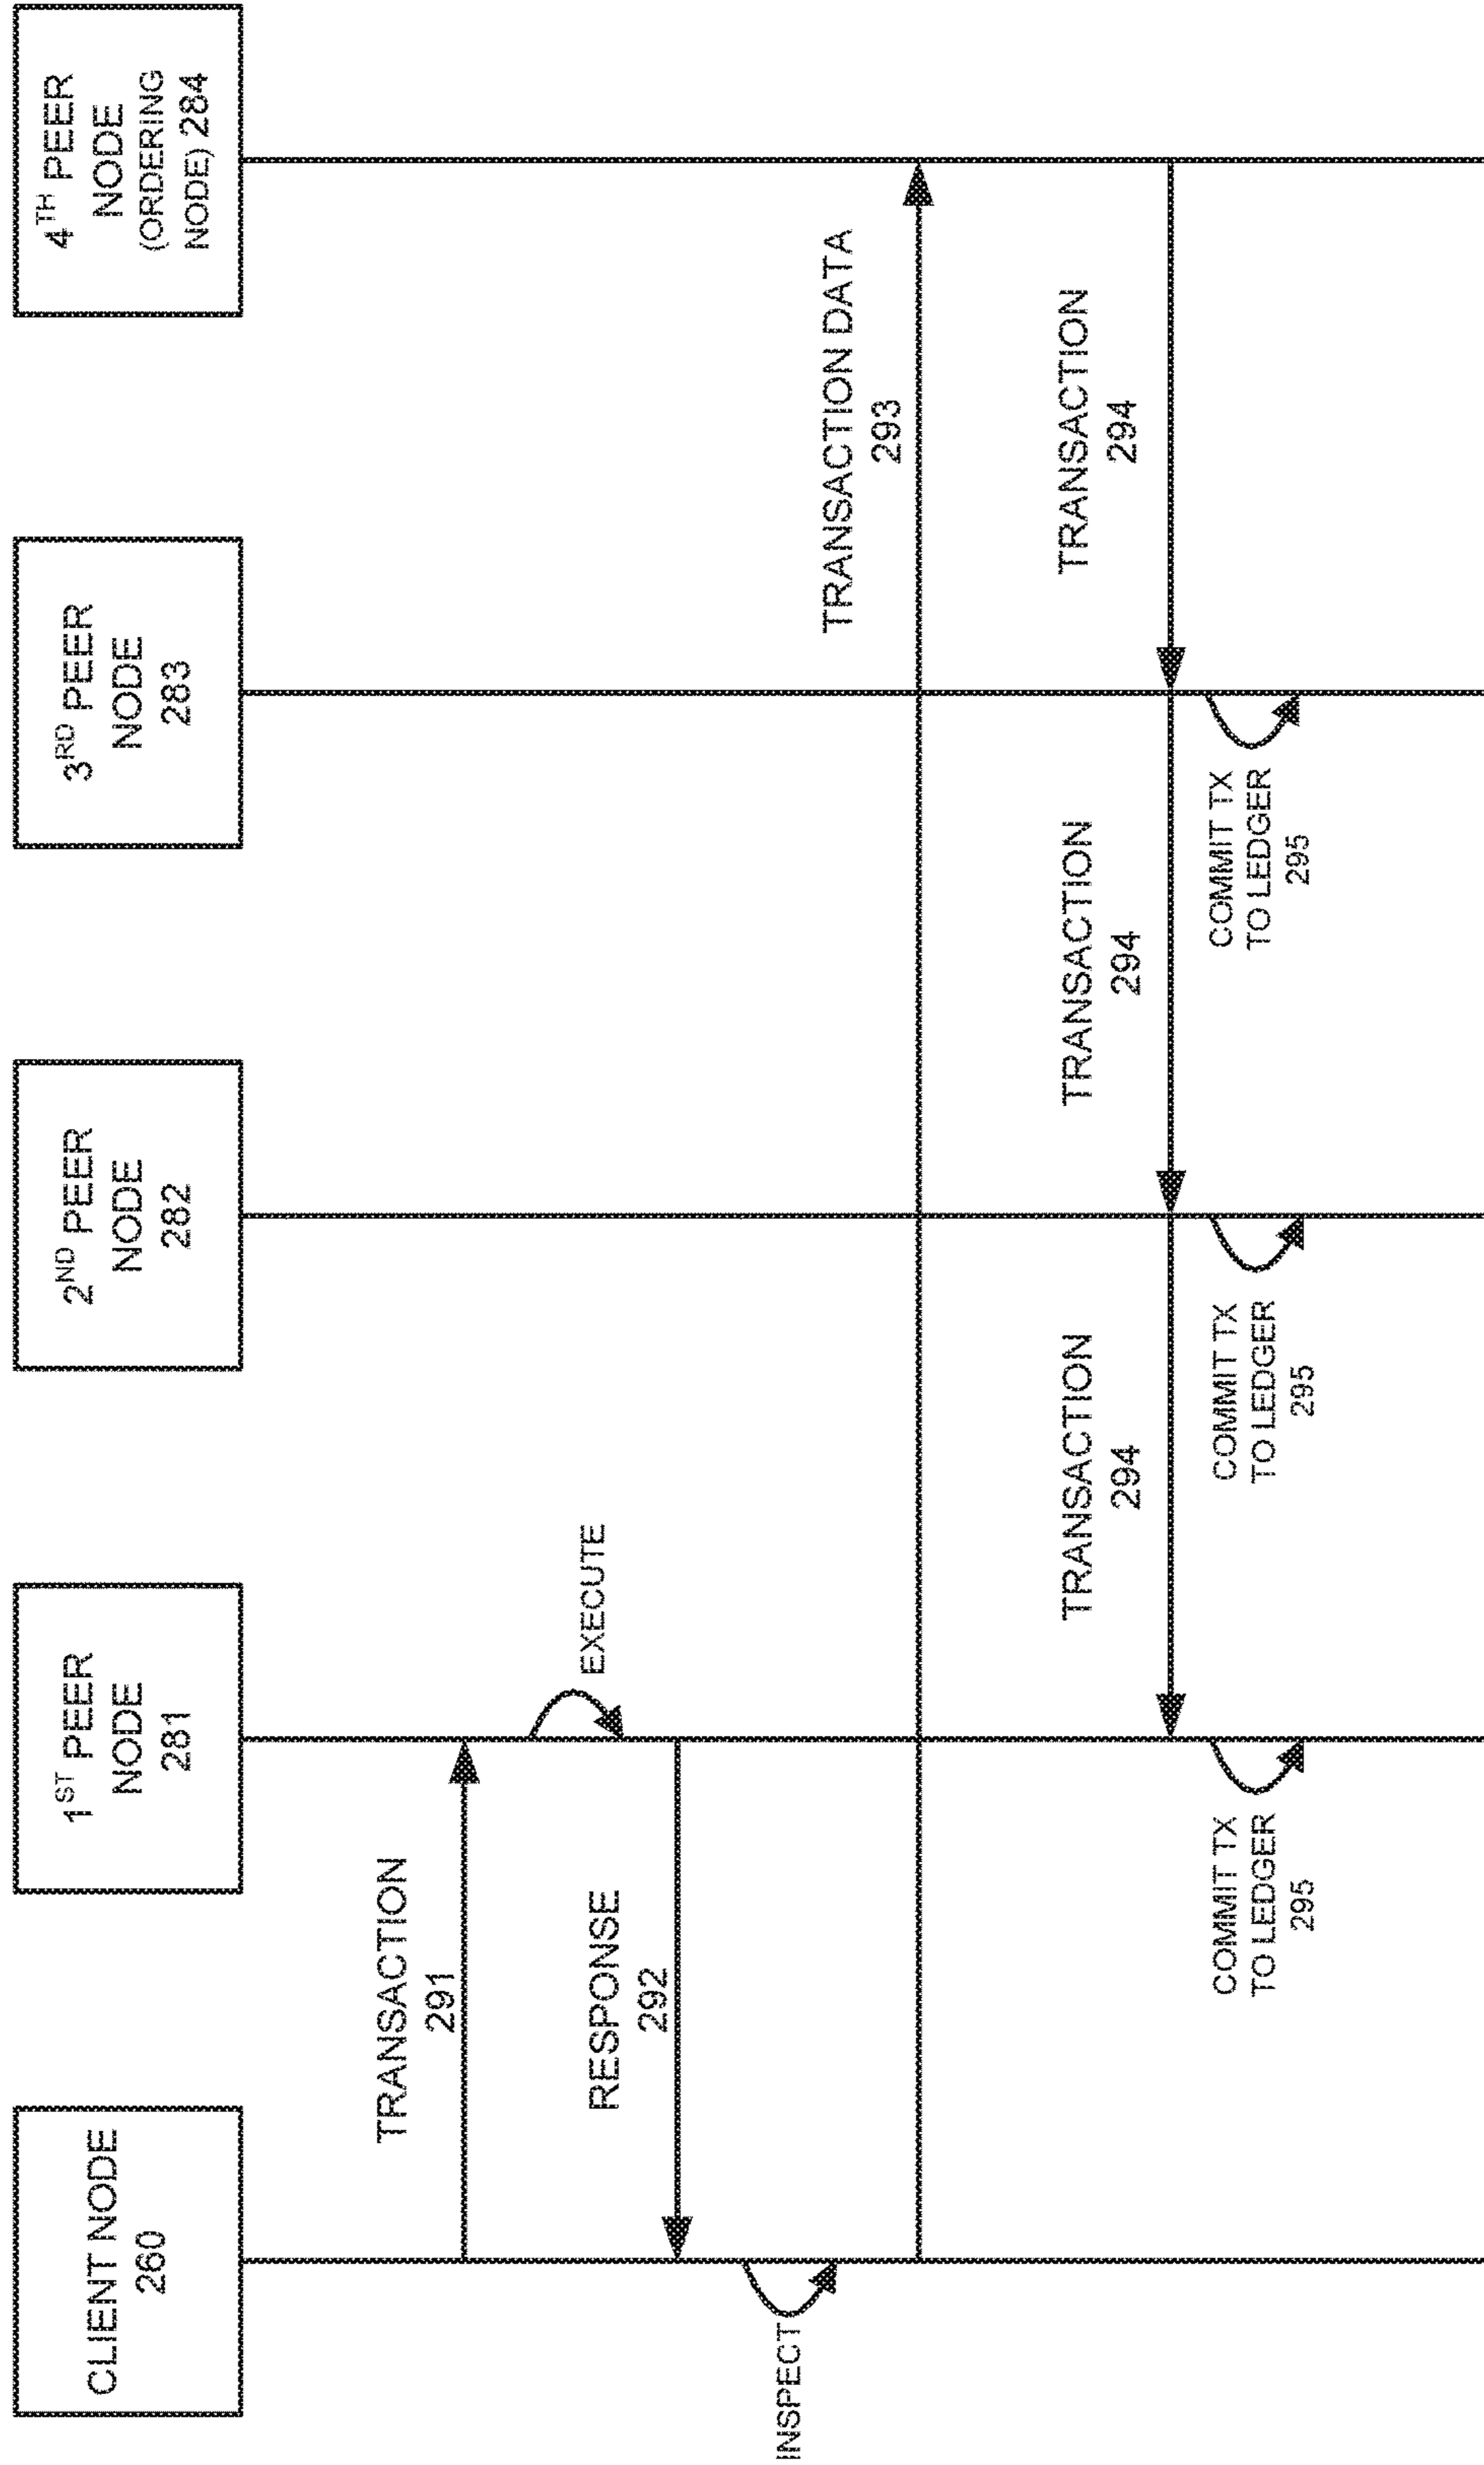 CLIENT NODE
260
1ST PEER
NODE
281
2ND PEER
NODE
282
3RD PEER
NODE
283
4TH PEER
NODE
(ORDERING
NODE) 284
TRANSACTION
291
EXECUTE
RESPONSE
292
INSPECT
TRANSACTION DATA
293
TRANSACTION
294
TRANSACTION
294
TRANSACTION
294
COMMIT TX
TO LEDGER
295
COMMIT TX
TO LEDGER
295
COMMIT TX
TO LEDGER
295